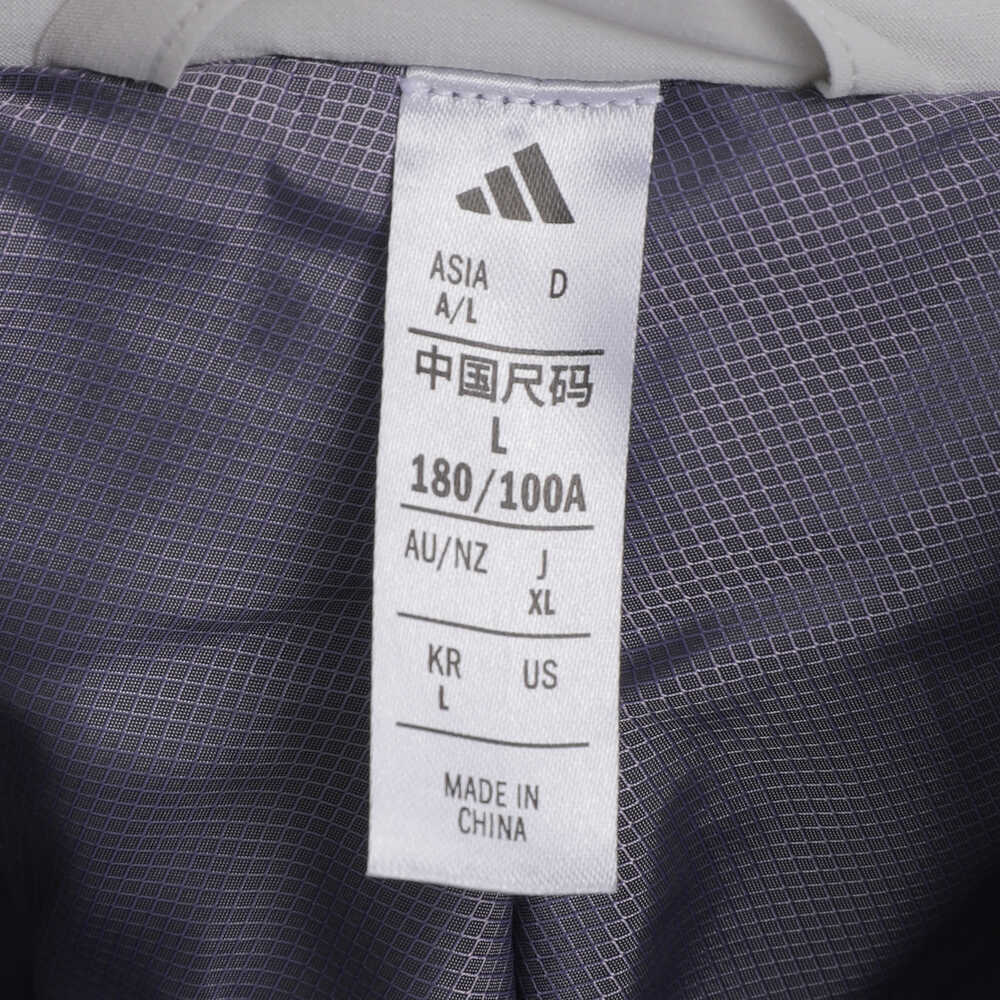 ASIA D
A/L
中国尺码
L
180/100A
AU/NZ J
XL
KR US
L
MADE IN
CHINA